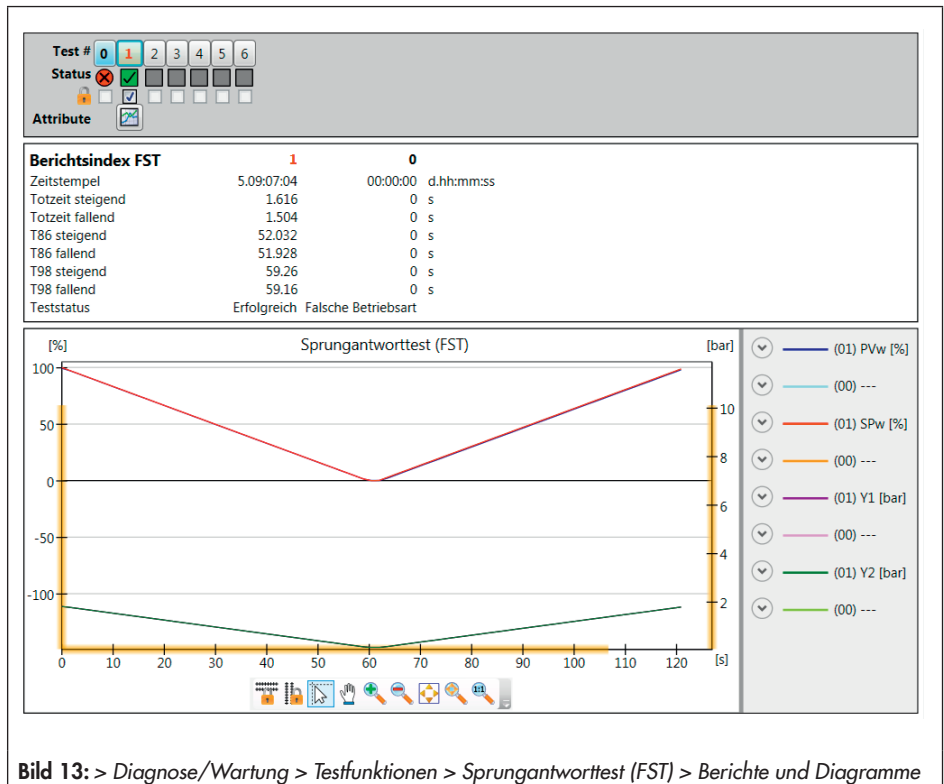 Test # 0 1 2 3 4 5 6
Status
Attribute
Berichtsindex FST 1 0
Zeitstempel 5.09:07:04 00:00:00 d.hh:mm:ss
Totzeit steigend 1.616 0 s
Totzeit fallend 1.504 0 s
T86 steigend 52.032 0 s
T86 fallend 51.928 0 s
T98 steigend 59.26 0 s
T98 fallend 59.16 0 s
Teststatus Erfolgreich Falsche Betriebsart
[%] Sprungantworttest (FST) [bar]
100
50
0
-50
-100
10
8
6
4
2
0 10 20 30 40 50 60 70 80 90 100 110 120 [s]
(01) PVw [%]
(00) ---
(01) SPw [%]
(00) ---
(01) Y1 [bar]
(00) ---
(01) Y2 [bar]
(00) ---
1:1
Bild 13: > Diagnose/Wartung > Testfunktionen > Sprungantworttest (FST) > Berichte und Diagramme